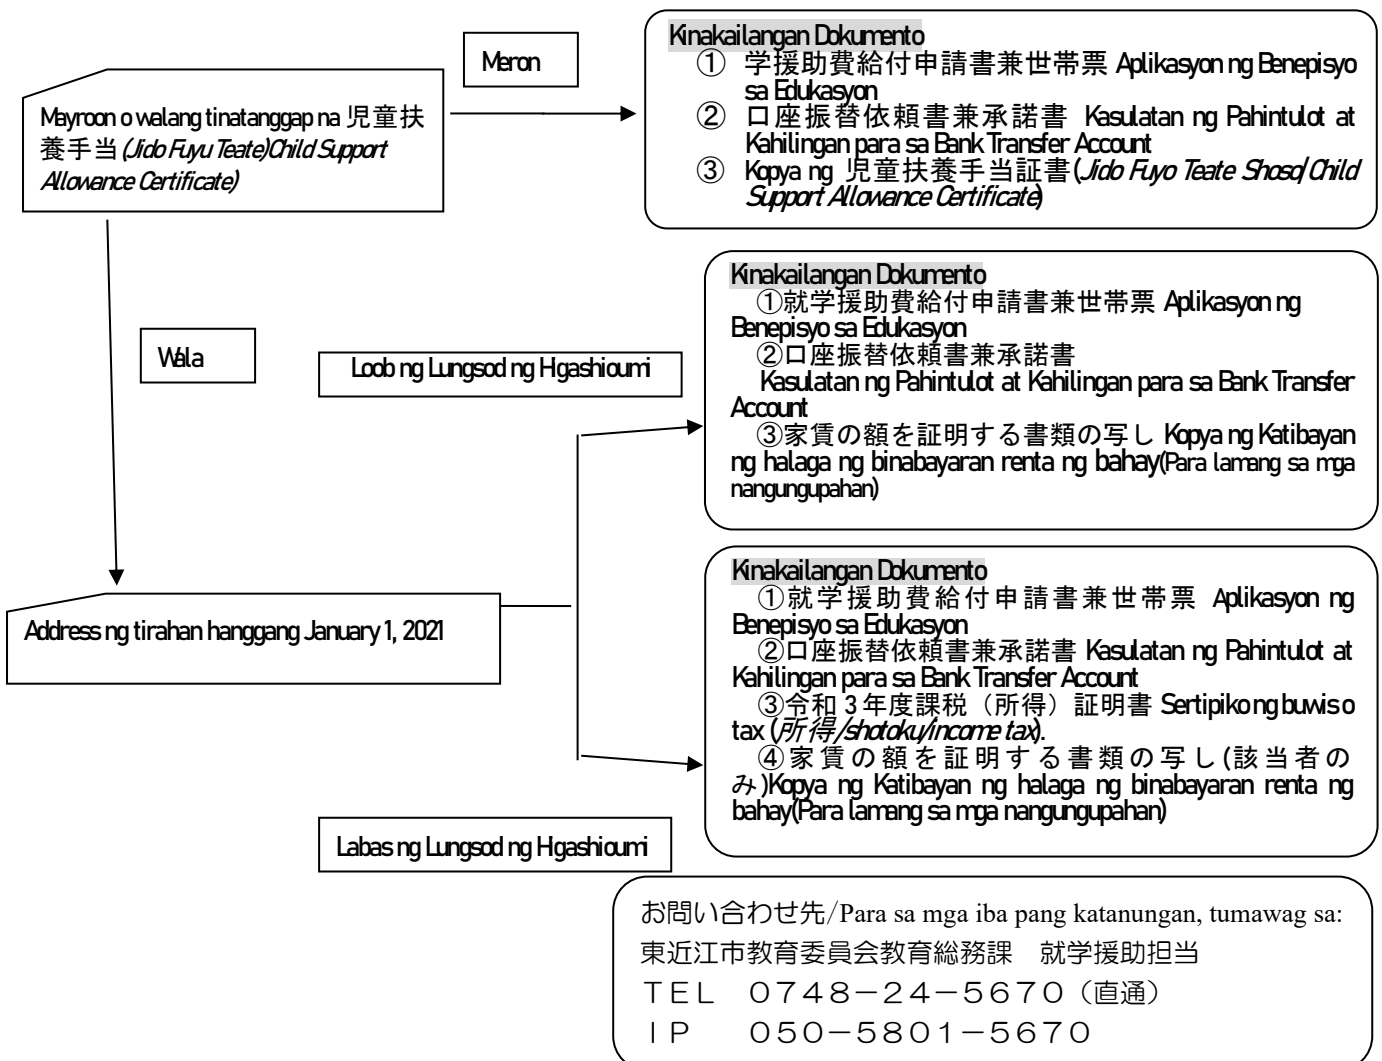 Meron
Kinakailangan Dokumento
① 学援助費給付申請書兼世帯票 Aplikasyon ng Benepisyo
sa Edukasyon
② 口座振替依頼書兼承諾書 Kasulatan ng Pahintulot at
Kahilingan para sa Bank Transfer Account
③ Kopya ng 児童扶養手当証書(Jido Fuyo Teate Shoso/Child
Support Allowance Certificate)
Mayroon o walang tinatanggap na 児童扶
養手当(Jido Fuyu Teate)Child Support
Allowance Certificate)
Wala
Loob ng Lungsod ng Higashioumi
Kinakailangan Dokumento
①就学援助費給付申請書兼世帯票 Aplikasyon ng
Benepisyo sa Edukasyon
②口座振替依頼書兼承諾書
Kasulatan ng Pahintulot at Kahilingan para sa Bank Transfer
Account
③家賃の額を証明する書類の写し Kopya ng Katibayan
ng halaga ng binabayaran renta ng bahay(Para lamang sa mga
nangungupahan)
Address ng tirahan hanggang January 1, 2021
Kinakailangan Dokumento
①就学援助費給付申請書兼世帯票 Aplikasyon ng
Benepisyo sa Edukasyon
②口座振替依頼書兼承諾書 Kasulatan ng Pahintulot at
Kahilingan para sa Bank Transfer Account
③令和３年度課税（所得）証明書 Sertipiko ng buwis o
tax (所得/shotoku/income tax).
④家賃の額を証明する書類の写し(該当者の
み)Kopya ng Katibayan ng halaga ng binabayaran renta ng
bahay(Para lamang sa mga nangungupahan)
Labas ng Lungsod ng Higashioumi
お問い合わせ先/Para sa mga iba pang katanungan, tumawag sa:
東近江市教育委員会教育総務課　就学援助担当
ＴＥＬ　０７４８－２４－５６７０（直通）
ＩＰ　０５０－５８０１－５６７０